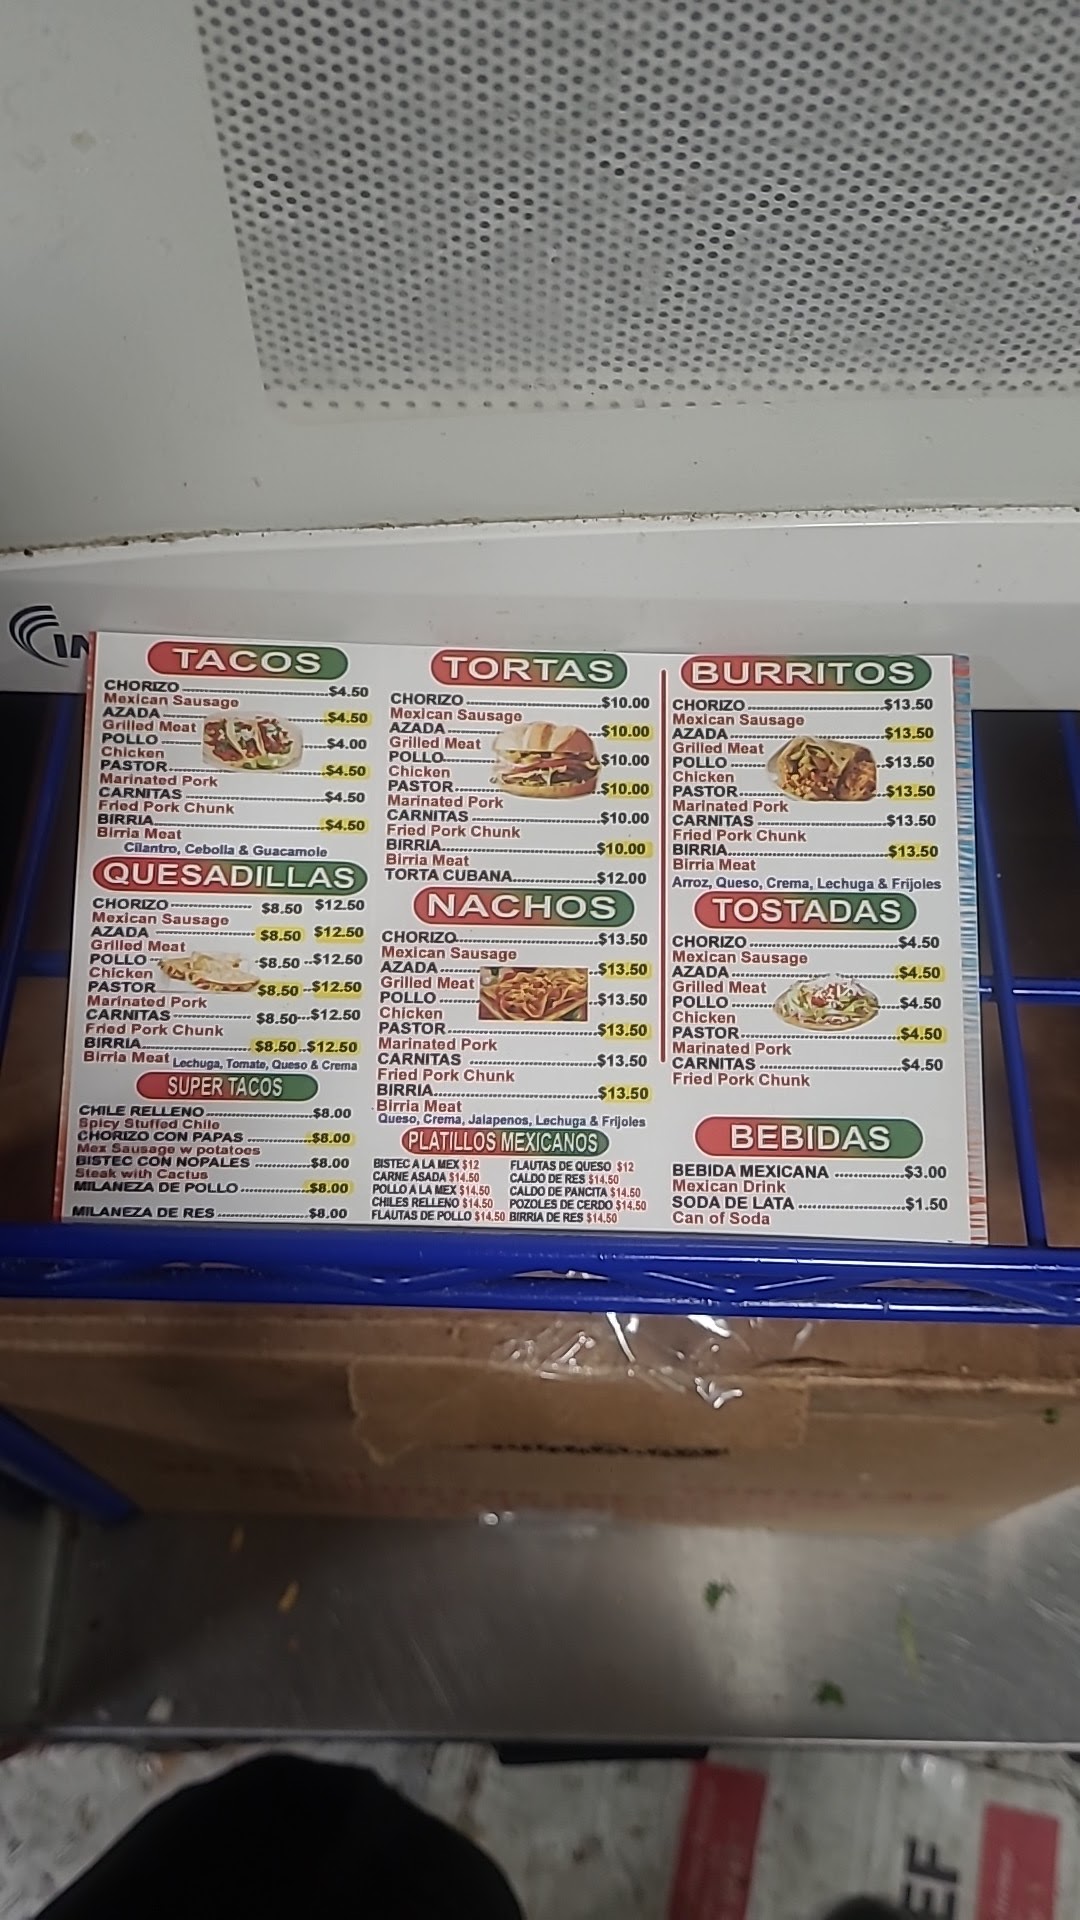 IN
TACOS
CHORIZO $4.50
Mexican Sausage
AZADA $4.50
Grilled Meat
POLLO $4.00
Chicken
PASTOR $4.50
Marinated Pork
CARNITAS $4.50
Fried Pork Chunk
BIRRIA $4.50
Birria Meat
Cilantro, Cebolla & Guacamole
QUESADILLAS
CHORIZO $8.50 $12.50
Mexican Sausage
AZADA $8.50 $12.50
Grilled Meat
POLLO $8.50 $12.50
Chicken
PASTOR $8.50 $12.50
Marinated Pork
CARNITAS $8.50 $12.50
Fried Pork Chunk
BIRRIA $8.50 $12.50
Birria Meat Lechuga, Tomate, Queso & Crema
SUPER TACOS
CHILE RELLENO $8.00
Spicy Stuffed Chile
CHORIZO CON PAPAS $8.00
Mex Sausage w potatoes
BISTEC CON NOPALES $8.00
Steak with Cactus
MILANEZA DE POLLO $8.00
MILANEZA DE RES $8.00
TORTAS
CHORIZO $10.00
Mexican Sausage
AZADA $10.00
Grilled Meat
POLLO $10.00
Chicken
PASTOR $10.00
Marinated Pork
CARNITAS $10.00
Fried Pork Chunk
BIRRIA $10.00
Birria Meat
TORTA CUBANA $12.00
NACHOS
CHORIZO $13.50
Mexican Sausage
AZADA $13.50
Grilled Meat
POLLO $13.50
Chicken
PASTOR $13.50
Marinated Pork
CARNITAS $13.50
Fried Pork Chunk
BIRRIA $13.50
Birria Meat
Queso, Crema, Jalapenos, Lechuga & Frijoles
PLATILLOS MEXICANOS
BISTEC A LA MEX $12 FLAUTAS DE QUESO $12
CARNE ASADA $14.50 CALDO DE RES $14.50
POLLO A LA MEX $14.50 CALDO DE PANCITA $14.50
CHILES RELLENO $14.50 POZOLES DE CERDO $14.50
FLAUTAS DE POLLO $14.50 BIRRIA DE RES $14.50
BURRITOS
CHORIZO $13.50
Mexican Sausage
AZADA $13.50
Grilled Meat
POLLO $13.50
Chicken
PASTOR $13.50
Marinated Pork
CARNITAS $13.50
Fried Pork Chunk
BIRRIA $13.50
Birria Meat
Arroz, Queso, Crema, Lechuga & Frijoles
TOSTADAS
CHORIZO $4.50
Mexican Sausage
AZADA $4.50
Grilled Meat
POLLO $4.50
Chicken
PASTOR $4.50
Marinated Pork
CARNITAS $4.50
Fried Pork Chunk
BEBIDAS
BEBIDA MEXICANA $3.00
Mexican Drink
SODA DE LATA $1.50
Can of Soda
EF